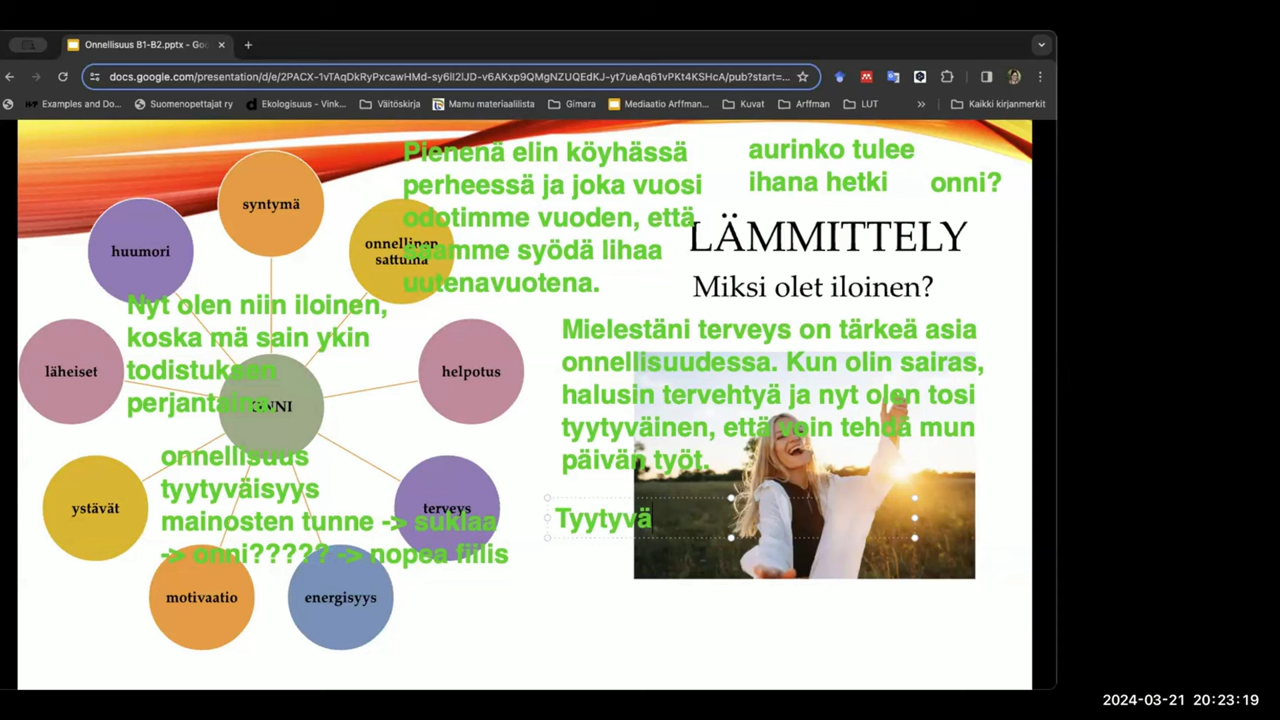 Onnellisuus B1-B2.pptx - Goo
docs.google.com/presentation/d/e/2PACX-1vTAqDkRyPxcawHMd-sy6ll2lJD-v6AKxp9QMgNZUQEdKJ-yt7ueAq61vPKt4KSHcA/pub?start=...
Examples and Do...
Suomenopettajat ry
Ekologisuus - Vink...
Väitöskirja
Mamu materiaalilista
Gimara
Mediaatio Arffman...
Kuvat
Arffman
LUT
Kaikki kirjanmerkit
syntymä
huumori
onnellinen
sattuma
läheiset
helpotus
ONNI
ystävät
terveys
motivaatio
energisyys
Pienenä elin köyhässä
perheessä ja joka vuosi
odotimme vuoden, että
saamme syödä lihaa
uutenavuotena.
aurinko tulee
ihana hetki
onni?
LÄMMITTELY
Miksi olet iloinen?
Nyt olen niin iloinen,
koska mä sain ykin
todistuksen
perjantaina.
Mielestäni terveys on tärkeä asia
onnellisuudessa. Kun olin sairas,
halusin tervehtyä ja nyt olen tosi
tyytyväinen, että voin tehdä mun
päivän työt.
onnellisuus
tyytyväisyys
mainosten tunne -> suklaa
-> onni????? -> nopea fiilis
Tyytyvä
2024-03-21 20:23:19